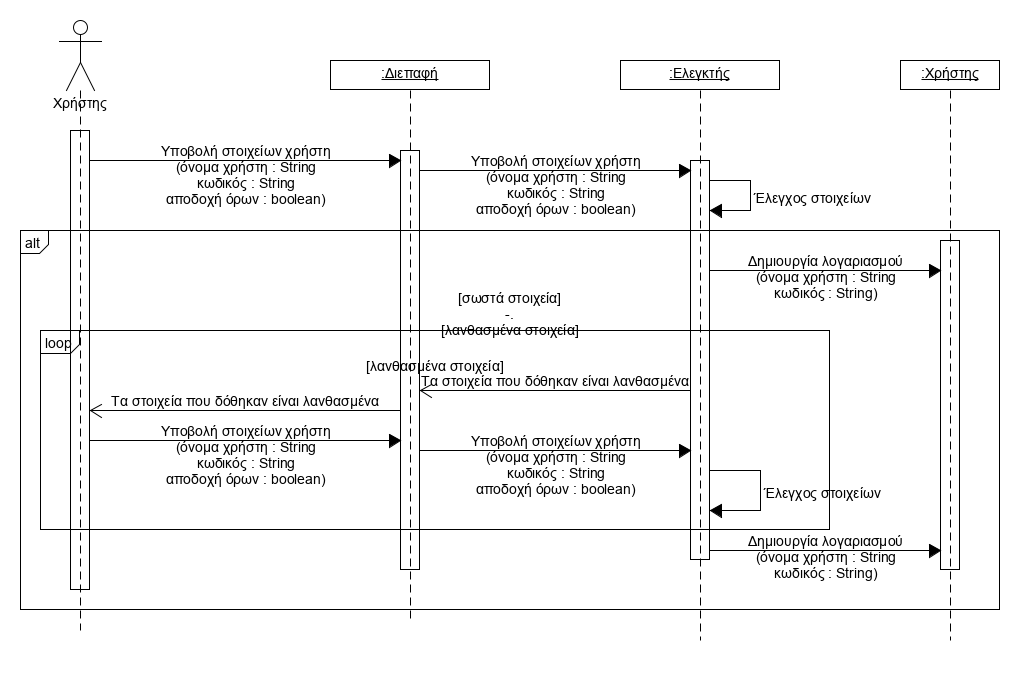 Χρήστης
:Διεπαφή
:Ελεγκτής
:Χρήστης
Υποβολή στοιχείων χρήστη
(όνομα χρήστη : String
κωδικός : String
αποδοχή όρων : boolean)
Υποβολή στοιχείων χρήστη
(όνομα χρήστη : String
κωδικός : String
αποδοχή όρων : boolean)
Έλεγχος στοιχείων
alt
Δημιουργία λογαριασμού
(όνομα χρήστη : String
κωδικός : String)
[σωστά στοιχεία]
-.
[λανθασμένα στοιχεία]
loop
[λανθασμένα στοιχεία]
Τα στοιχεία που δόθηκαν είναι λανθασμένα
Τα στοιχεία που δόθηκαν είναι λανθασμένα
Υποβολή στοιχείων χρήστη
(όνομα χρήστη : String
κωδικός : String
αποδοχή όρων : boolean)
Υποβολή στοιχείων χρήστη
(όνομα χρήστη : String
κωδικός : String
αποδοχή όρων : boolean)
Έλεγχος στοιχείων
Δημιουργία λογαριασμού
(όνομα χρήστη : String
κωδικός : String)